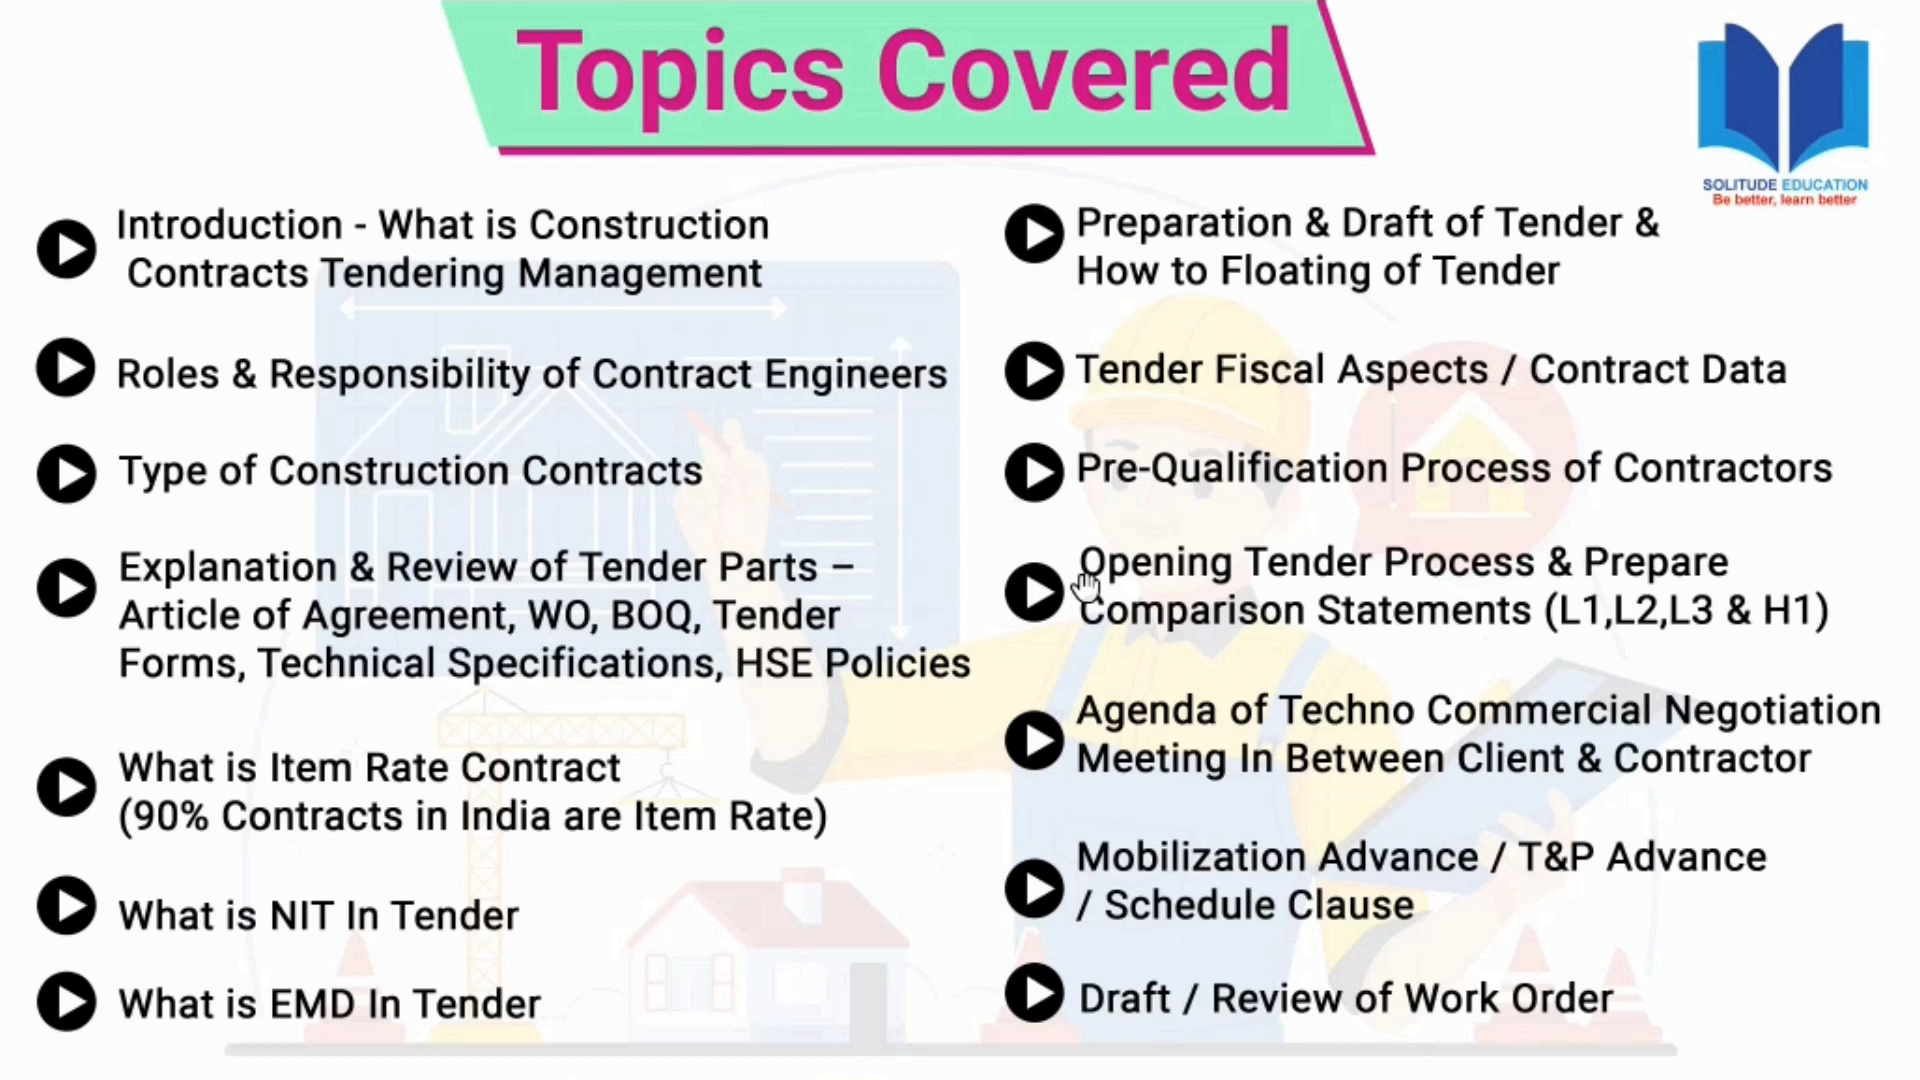 Topics Covered
SOLITUDE EDUCATION
Be better, learn better
Introduction - What is Construction
Contracts Tendering Management
Roles & Responsibility of Contract Engineers
Type of Construction Contracts
Explanation & Review of Tender Parts –
Article of Agreement, WO, BOQ, Tender
Forms, Technical Specifications, HSE Policies
What is Item Rate Contract
(90% Contracts in India are Item Rate)
What is NIT In Tender
What is EMD In Tender
Preparation & Draft of Tender &
How to Floating of Tender
Tender Fiscal Aspects / Contract Data
Pre-Qualification Process of Contractors
Opening Tender Process & Prepare
Comparison Statements (L1,L2,L3 & H1)
Agenda of Techno Commercial Negotiation
Meeting In Between Client & Contractor
Mobilization Advance / T&P Advance
/ Schedule Clause
Draft / Review of Work Order